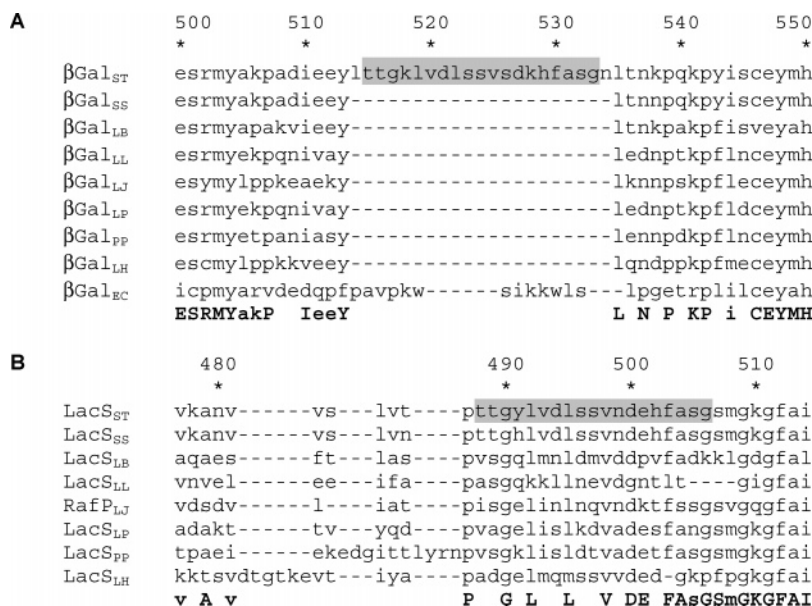 A
500 510 520 530 540 550
* * * * * *
βGalST esrmyakpadieeylttgklvdlssvsdkhfasgnltnkpqkpyisceymh
βGalSS esrmyakpadieey---------------------ltnnpqkpyisceymh
βGalLB esrmyapakvieey---------------------ltnkpakpfisveyah
βGalLL esrmyekpqnivay---------------------lednptkpflnceymh
βGalLJ esymylppkeaeky---------------------lknnpskpfleceymh
βGalLP esrmyekpqnivay---------------------lednptkpfldceymh
βGalPP esrmyetpaniasy---------------------lennpdkpfinceymh
βGalLH escmylppkkveey---------------------lqndppkpfmeceymh
βGalEC icpmyarvdedqpfpavpkw------sikkwls--lpgetrplilceyah
ESRMYakP IeeY L N P KP i CEYMH
B
480 490 500 510
* * * *
LacSST vkanv------vs---lvt----pttgylvdlssvndehfasgsmgkgfai
LacSSS vkanv------vs---lvn----pttghlvdlssvndehfasgsmgkgfai
LacSLB aqaes------ft---las----pvsgqlmnldmvddpvfadkklgdgfal
LacSLL vnvel------ee---ifa----pasgqkkllnevdgntlt----gigfai
RafPLJ vdsdv------l----iat----pisgelinlnqvndktfssgsvgqgfai
LacSLP adakt------tv---yqd----pvagelislkdvadesfangsmgkgfai
LacSPP tpaei------ekedgittlyrnpvsgklisldtvadetfasgsmgkgfai
LacSLH kktsvdtgtkevt---iya----padgelmqmssvvded-gkpfpgkgfai
v A v P G L L V DE FAsGSmGKGFAI